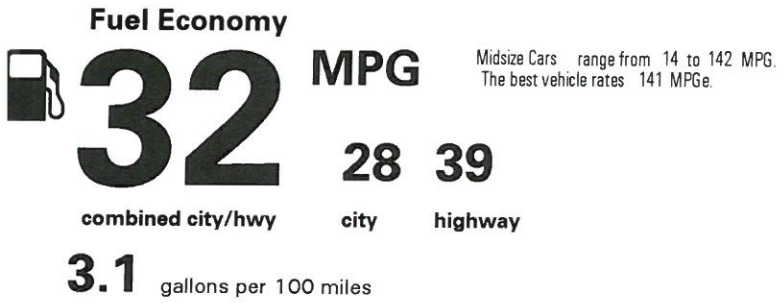 Fuel Economy
32 MPG
Midsize Cars range from 14 to 142 MPG.
The best vehicle rates 141 MPGe.
28 39
combined city/hwy city highway
3.1 gallons per 100 miles